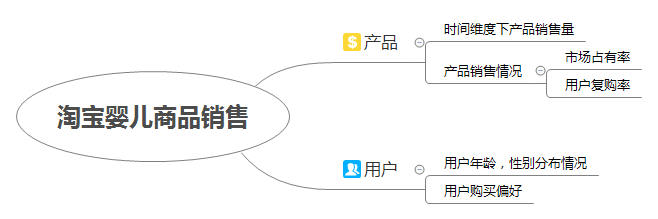 淘宝婴儿商品销售
产品
时间维度下产品销售量
产品销售情况
市场占有率
用户复购率
用户
用户年龄，性别分布情况
用户购买偏好